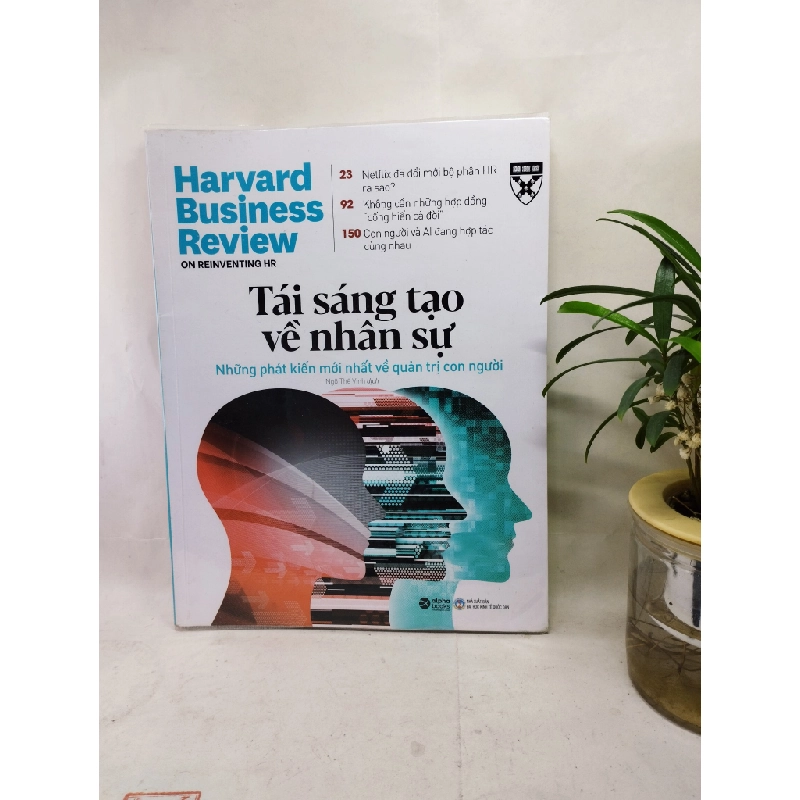 Harvard
Business
Review
ON REINVENTING HR
23 Netflix đã đổi mới bộ phận HR
ra sao?
92 Không cần những hợp đồng
"cống hiến cả đời"
150 Con người và AI đang hợp tác
cùng nhau
Tái sáng tạo
về nhân sự
Những phát kiến mới nhất về quản trị con người
alpha
books